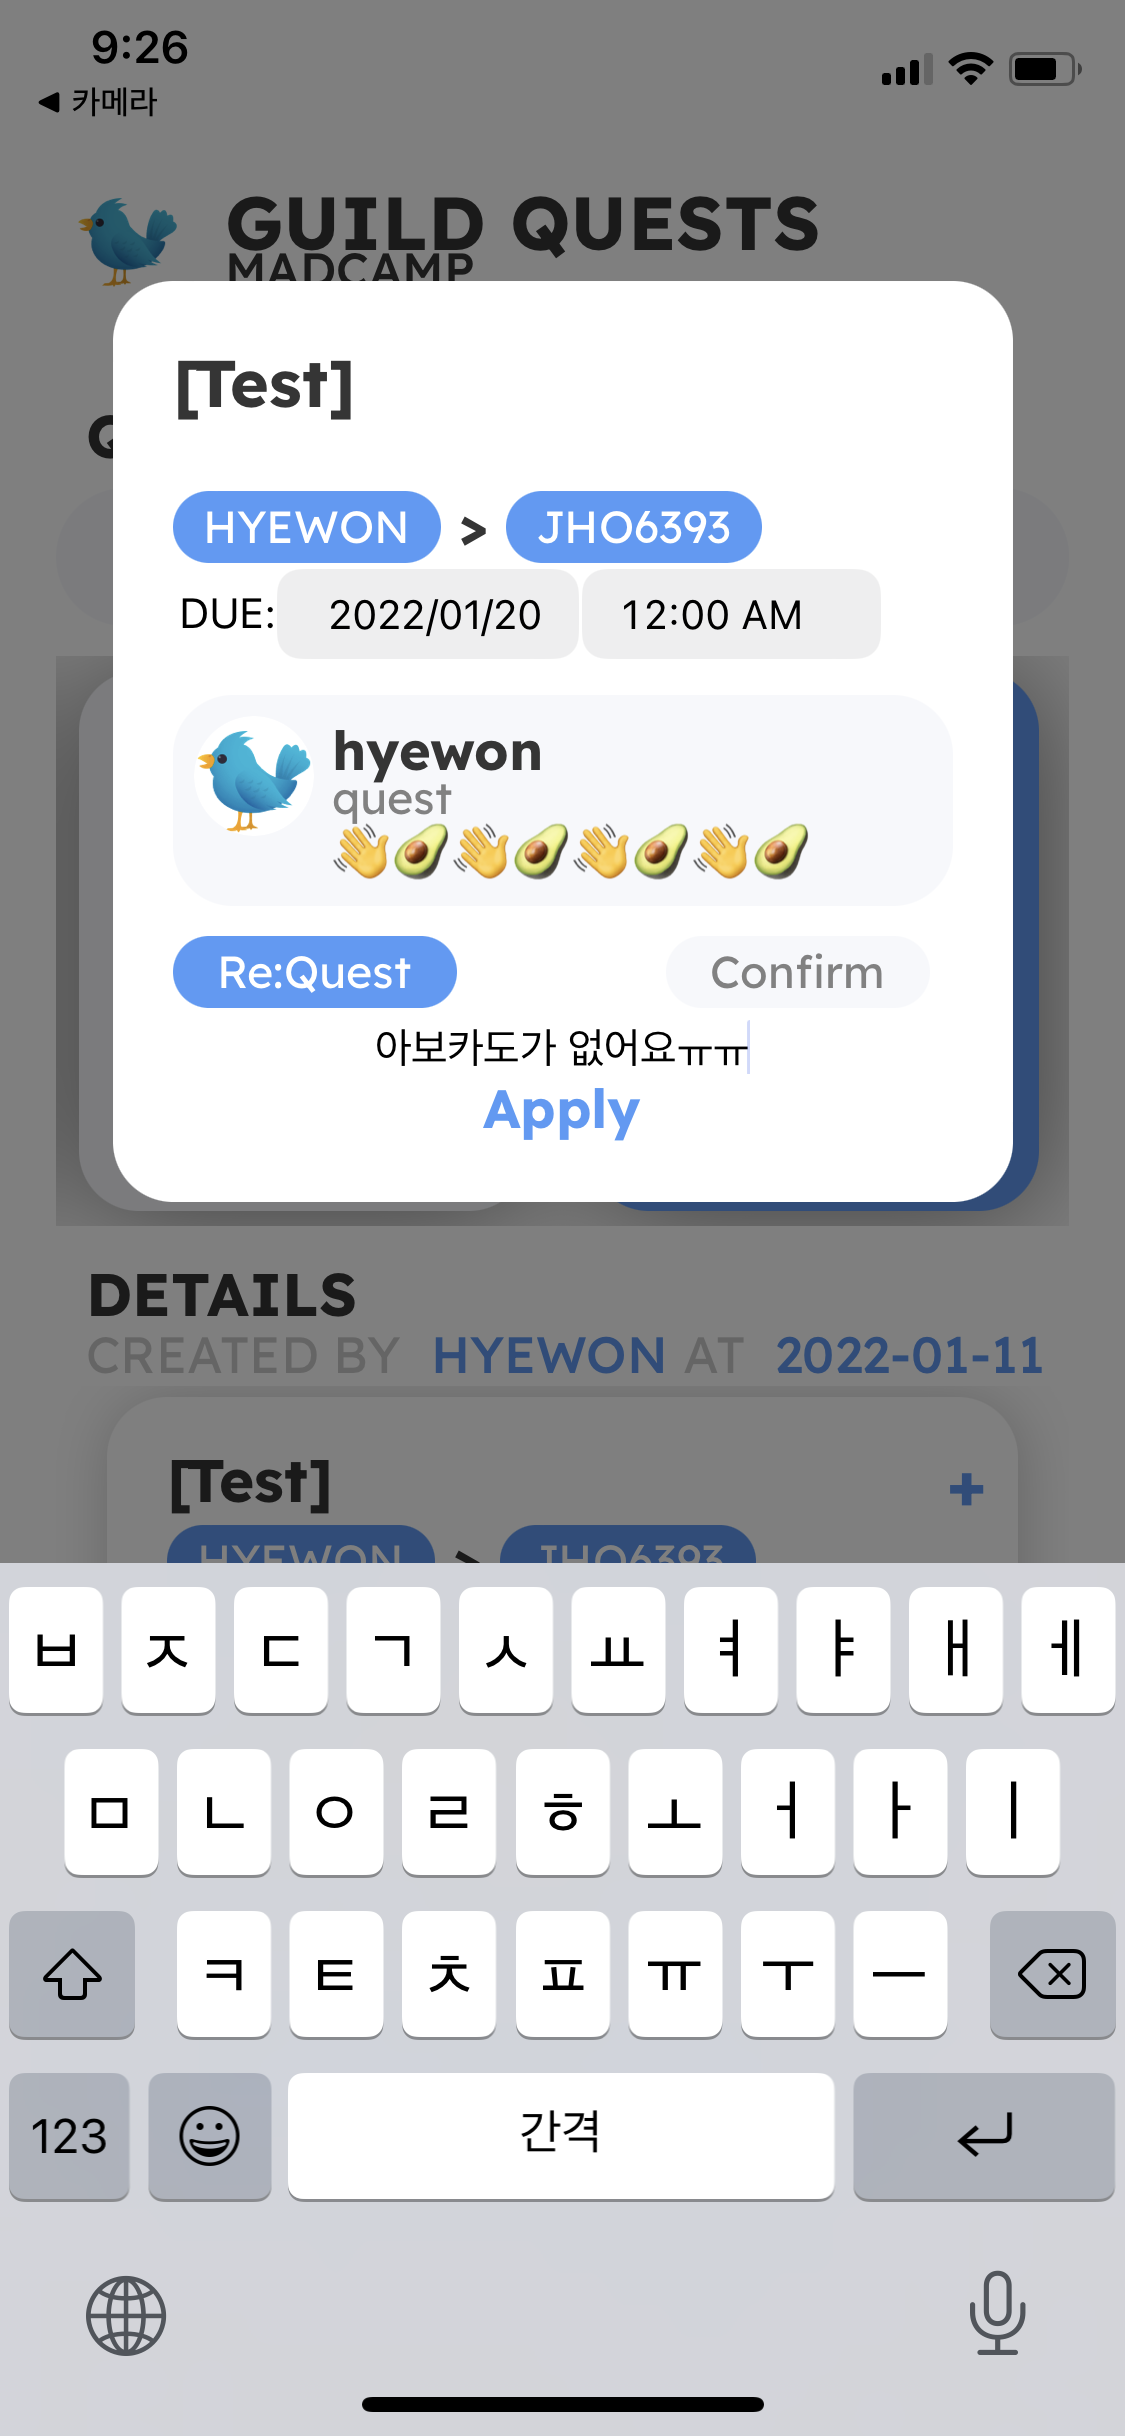 9:26
◀ 카메라
GUILD QUESTS
MADCAMP
Q
[Test]
HYEWON > JHO6393
DUE: 2022/01/20 12:00 AM
hyewon
quest
👋🥑👋🥑👋🥑👋🥑
Re:Quest Confirm
아보카도가 없어요ㅠㅠ
Apply
DETAILS
CREATED BY HYEWON AT 2022-01-11
[Test] +
HYEWON > JHO6393
ㅂ ㅈ ㄷ ㄱ ㅅ ㅛ ㅕ ㅑ ㅐ ㅔ
ㅁ ㄴ ㅇ ㄹ ㅎ ㅗ ㅓ ㅏ ㅣ
ㅋ ㅌ ㅊ ㅍ ㅠ ㅜ ㅡ
123 간격